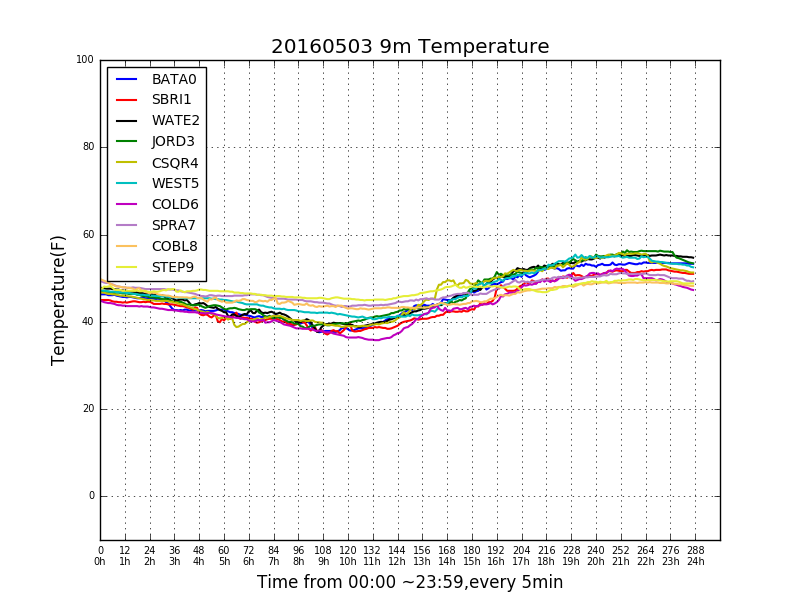 20160503 9m Temperature
100
80
60
40
20
0
Temperature(F)
BATA0
SBRI1
WATE2
JORD3
CSQR4
WEST5
COLD6
SPRA7
COBL8
STEP9
0 12 24 36 48 60 72 84 96 108 120 132 144 156 168 180 192 204 216 228 240 252 264 276 288
0h 1h 2h 3h 4h 5h 6h 7h 8h 9h 10h 11h 12h 13h 14h 15h 16h 17h 18h 19h 20h 21h 22h 23h 24h
Time from 00:00 ~23:59,every 5min